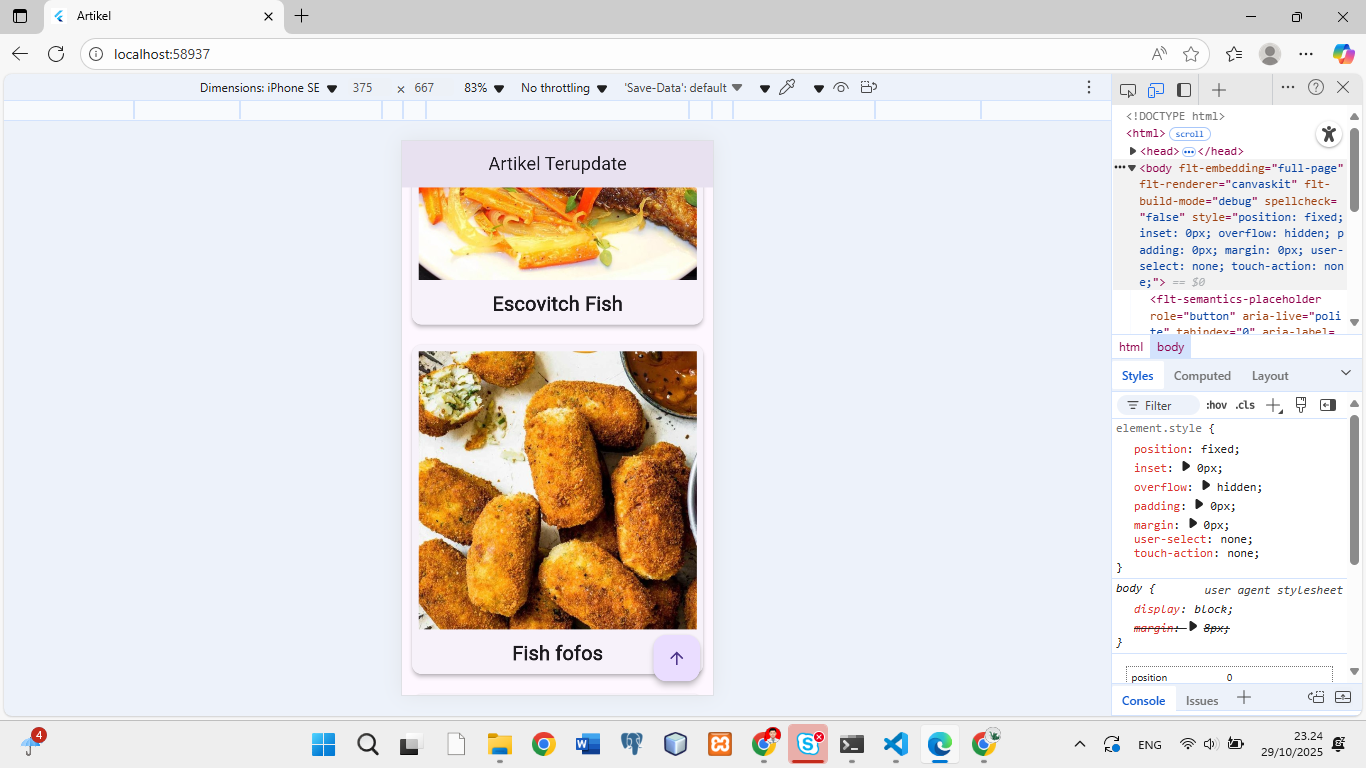 Artikel
localhost:58937
Dimensions: iPhone SE 375 × 667 83% No throttling 'Save-Data': default
Artikel Terupdate
Escovitch Fish
Fish fofos
<!DOCTYPE html>
<html> scroll
<head> </head>
<body flt-embedding="full-page"
flt-renderer="canvaskit" flt-
build-mode="debug" spellcheck=
"false" style="position: fixed;
inset: 0px; overflow: hidden; p
adding: 0px; margin: 0px; user-
select: none; touch-action: non
e;"> == $0
<flt-semantics-placeholder
role="button" aria-live="poli
te" tabindex="0" aria-label=
html body
Styles Computed Layout
Filter :hov .cls
element.style {
position: fixed;
inset: 0px;
overflow: hidden;
padding: 0px;
margin: 0px;
user-select: none;
touch-action: none;
}
body { user agent stylesheet
display: block;
margin: 8px;
}
position 0
Console Issues
4
ENG
23.24
29/10/2025